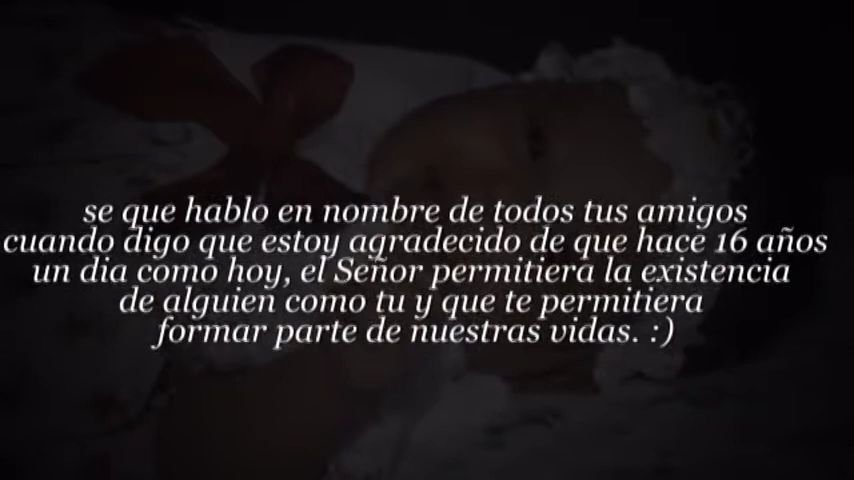 se que hablo en nombre de todos tus amigos
cuando digo que estoy agradecido de que hace 16 años
un dia como hoy, el Señor permitiera la existencia
de alguien como tu y que te permitiera
formar parte de nuestras vidas. :)